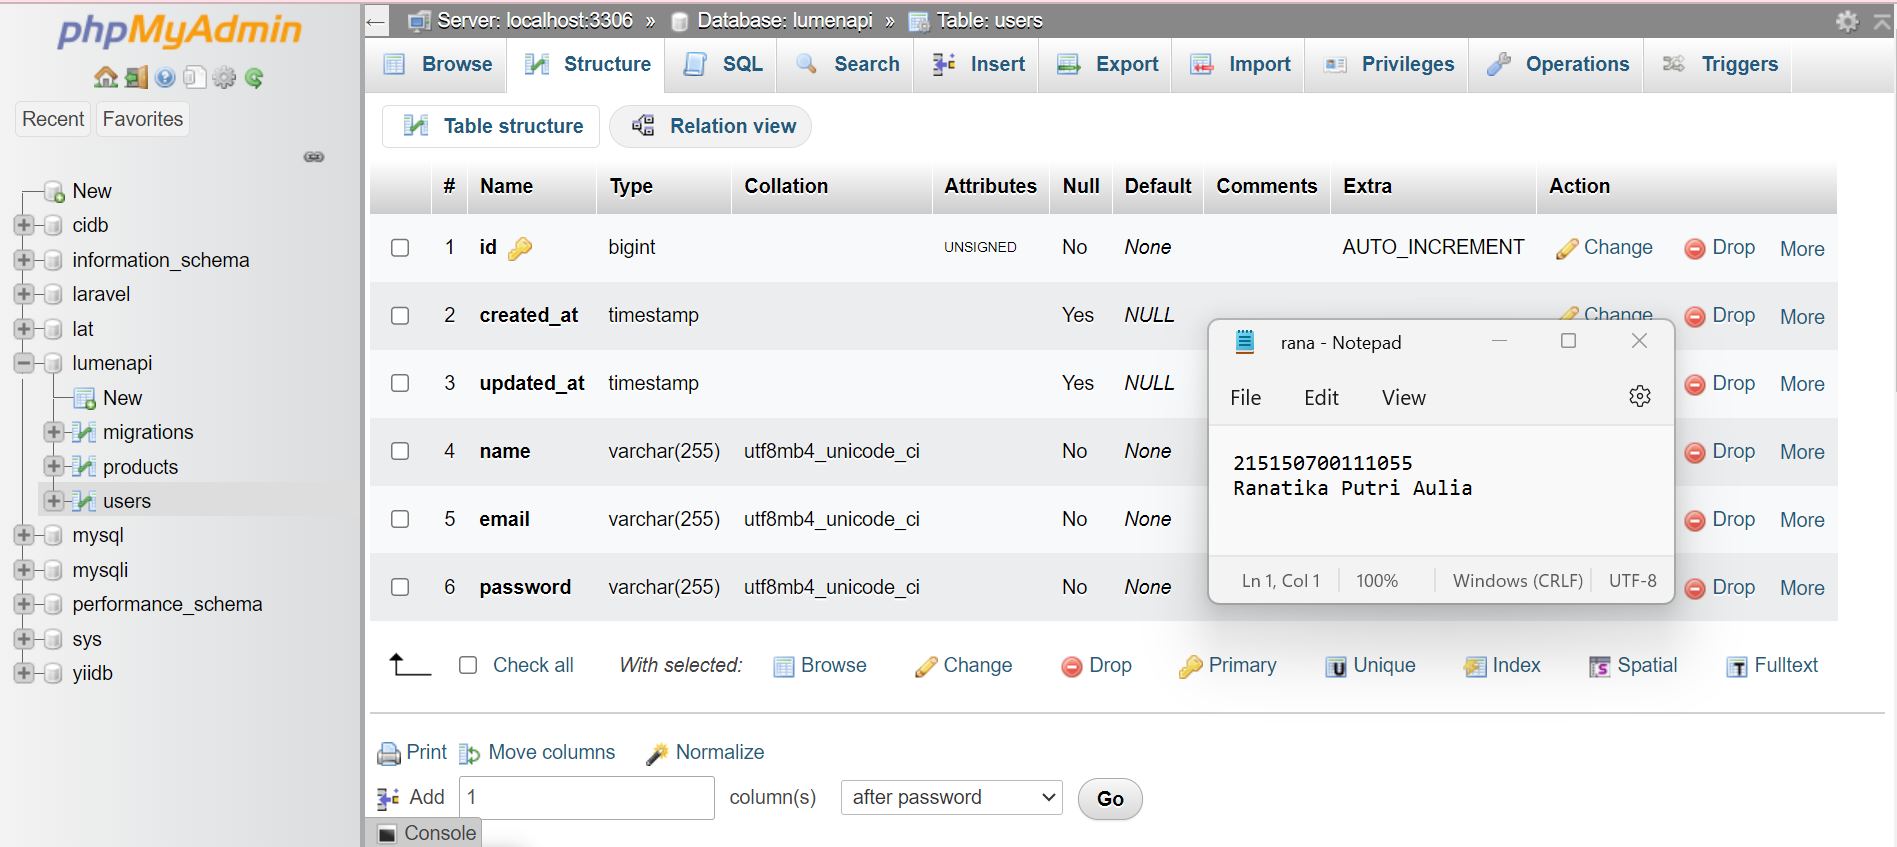 phpMyAdmin
Recent Favorites
New
cidb
information_schema
laravel
lat
lumenapi
New
migrations
products
users
mysql
mysqli
performance_schema
sys
yiidb
Server: localhost:3306 » Database: lumenapi » Table: users
Browse Structure SQL Search Insert Export Import Privileges Operations Triggers
Table structure Relation view
# Name Type Collation Attributes Null Default Comments Extra Action
1 id bigint UNSIGNED No None AUTO_INCREMENT Change Drop More
2 created_at timestamp Yes NULL Change Drop More
3 updated_at timestamp Yes NULL Drop More
4 name varchar(255) utf8mb4_unicode_ci No None Drop More
5 email varchar(255) utf8mb4_unicode_ci No None Drop More
6 password varchar(255) utf8mb4_unicode_ci No None Drop More
rana - Notepad
File Edit View
215150700111055
Ranatika Putri Aulia
Ln 1, Col 1 100% Windows (CRLF) UTF-8
Check all With selected: Browse Change Drop Primary Unique Index Spatial Fulltext
Print Move columns Normalize
Add 1 column(s) after password Go
Console